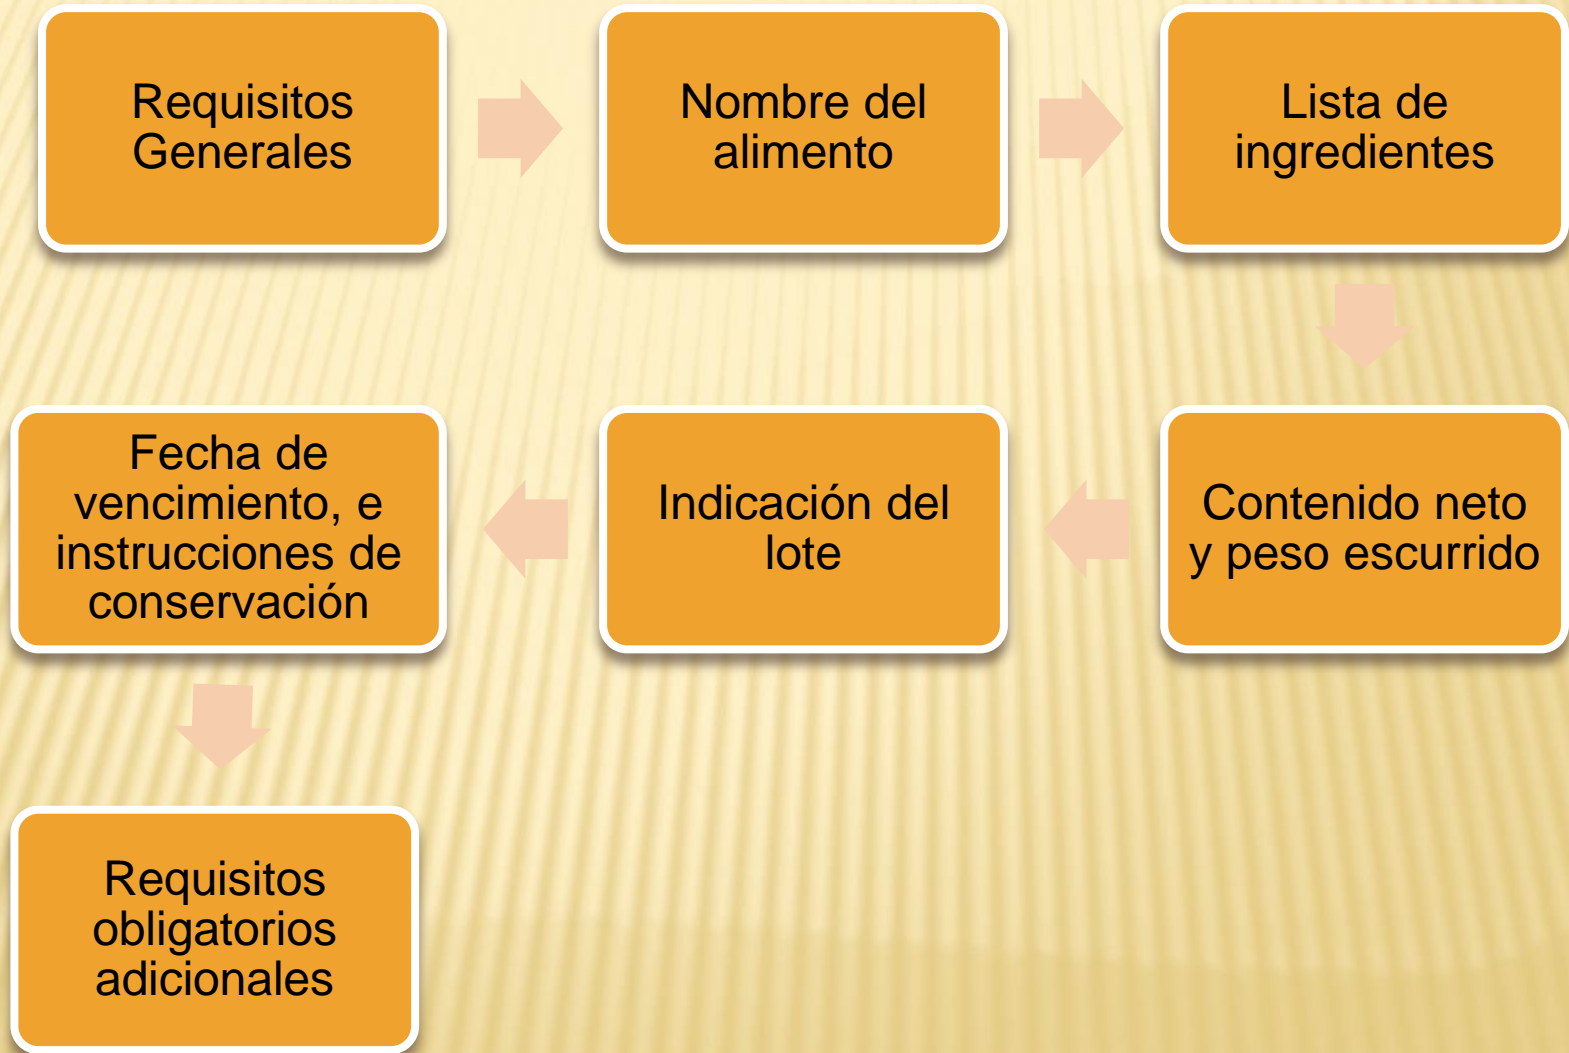 Requisitos
Generales
Nombre del
alimento
Lista de
ingredientes
Contenido neto
y peso escurrido
Indicación del
lote
Fecha de
vencimiento, e
instrucciones de
conservación
Requisitos
obligatorios
adicionales